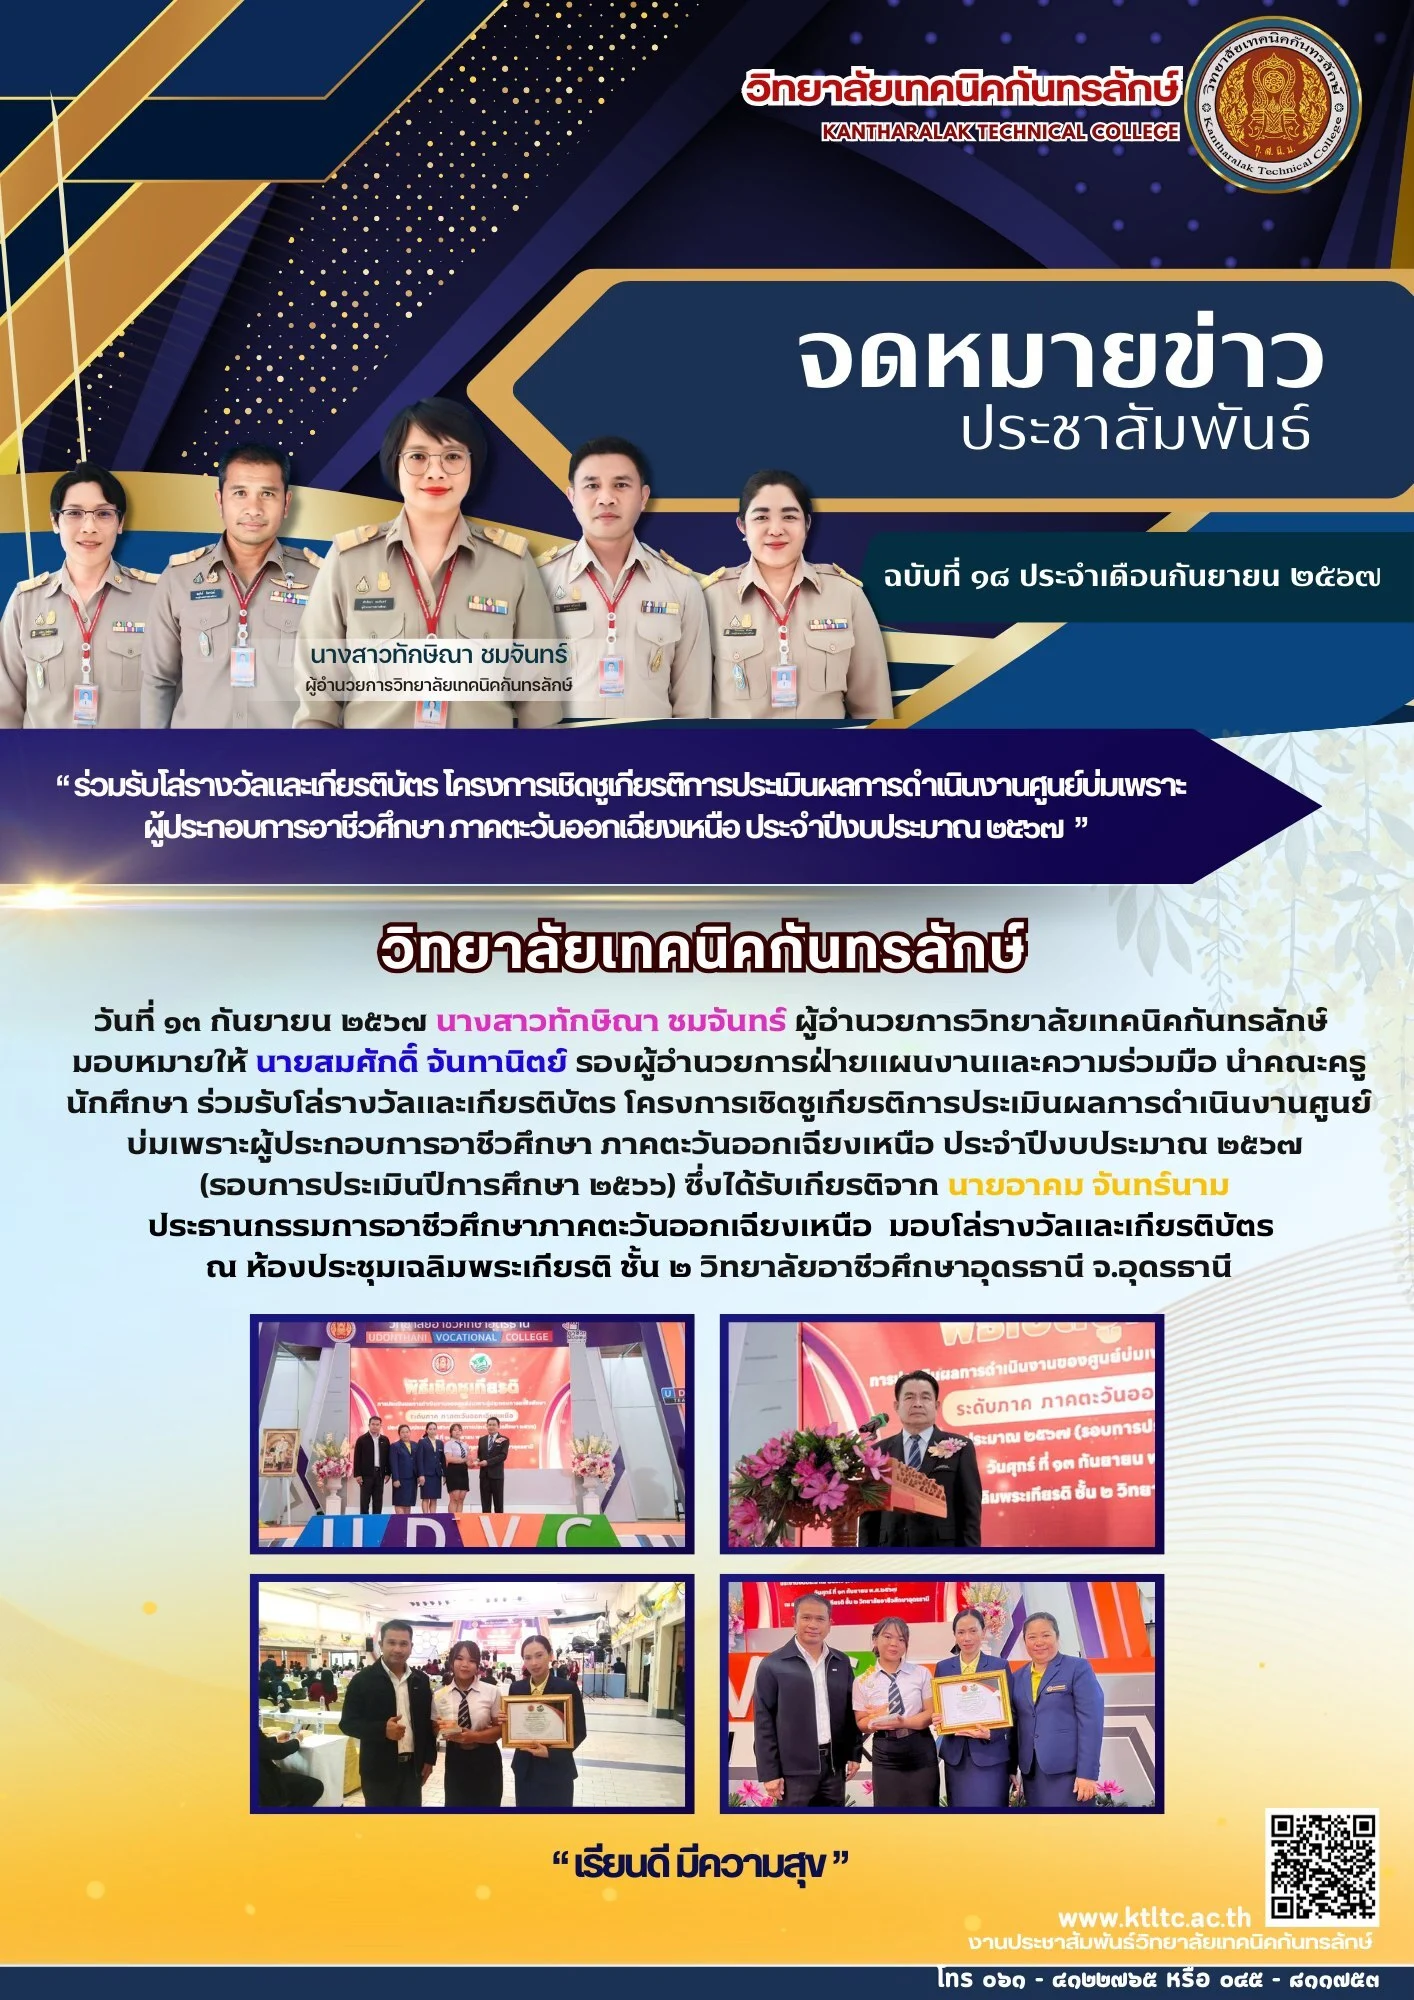 วิทยาลัยเทคนิคกันทรลักษ์
KANTHARALAK TECHNICAL COLLEGE
วิทยาลัยเทคนิคกันทรลักษ์
Kantharalak Technical College
จดหมายข่าว
ประชาสัมพันธ์
ฉบับที่ ๑๘ ประจำเดือนกันยายน ๒๕๖๗
นางสาวทักษิณา ชมจันทร์
ผู้อำนวยการวิทยาลัยเทคนิคกันทรลักษ์
“ ร่วมรับโล่รางวัลและเกียรติบัตร โครงการเชิดชูเกียรติการประเมินผลการดำเนินงานศูนย์บ่มเพราะ
ผู้ประกอบการอาชีวศึกษา ภาคตะวันออกเฉียงเหนือ ประจำปีงบประมาณ ๒๕๖๗ ”
วิทยาลัยเทคนิคกันทรลักษ์
วันที่ ๑๓ กันยายน ๒๕๖๗ นางสาวทักษิณา ชมจันทร์ ผู้อำนวยการวิทยาลัยเทคนิคกันทรลักษ์
มอบหมายให้ นายสมศักดิ์ จันทานิตย์ รองผู้อำนวยการฝ่ายแผนงานและความร่วมมือ นำคณะครู
นักศึกษา ร่วมรับโล่รางวัลและเกียรติบัตร โครงการเชิดชูเกียรติการประเมินผลการดำเนินงานศูนย์
บ่มเพราะผู้ประกอบการอาชีวศึกษา ภาคตะวันออกเฉียงเหนือ ประจำปีงบประมาณ ๒๕๖๗
(รอบการประเมินปีการศึกษา ๒๕๖๖) ซึ่งได้รับเกียรติจาก นายอาคม จันทร์นาม
ประธานกรรมการอาชีวศึกษาภาคตะวันออกเฉียงเหนือ มอบโล่รางวัลและเกียรติบัตร
ณ ห้องประชุมเฉลิมพระเกียรติ ชั้น ๒ วิทยาลัยอาชีวศึกษาอุดรธานี จ.อุดรธานี
UDONTHANI VOCATIONAL COLLEGE
พิธีเชิดชูเกียรติ
UDVC
ระดับภาค ภาคตะวันออ
วันศุกร์ ที่ ๑๓ กันยายน พ
“ เรียนดี มีความสุข ”
www.ktltc.ac.th
งานประชาสัมพันธ์วิทยาลัยเทคนิคกันทรลักษ์
โทร ๐๖๑ - ๔๑๒๒๗๖๕ หรือ ๐๔๕ - ๘๑๑๗๕๓